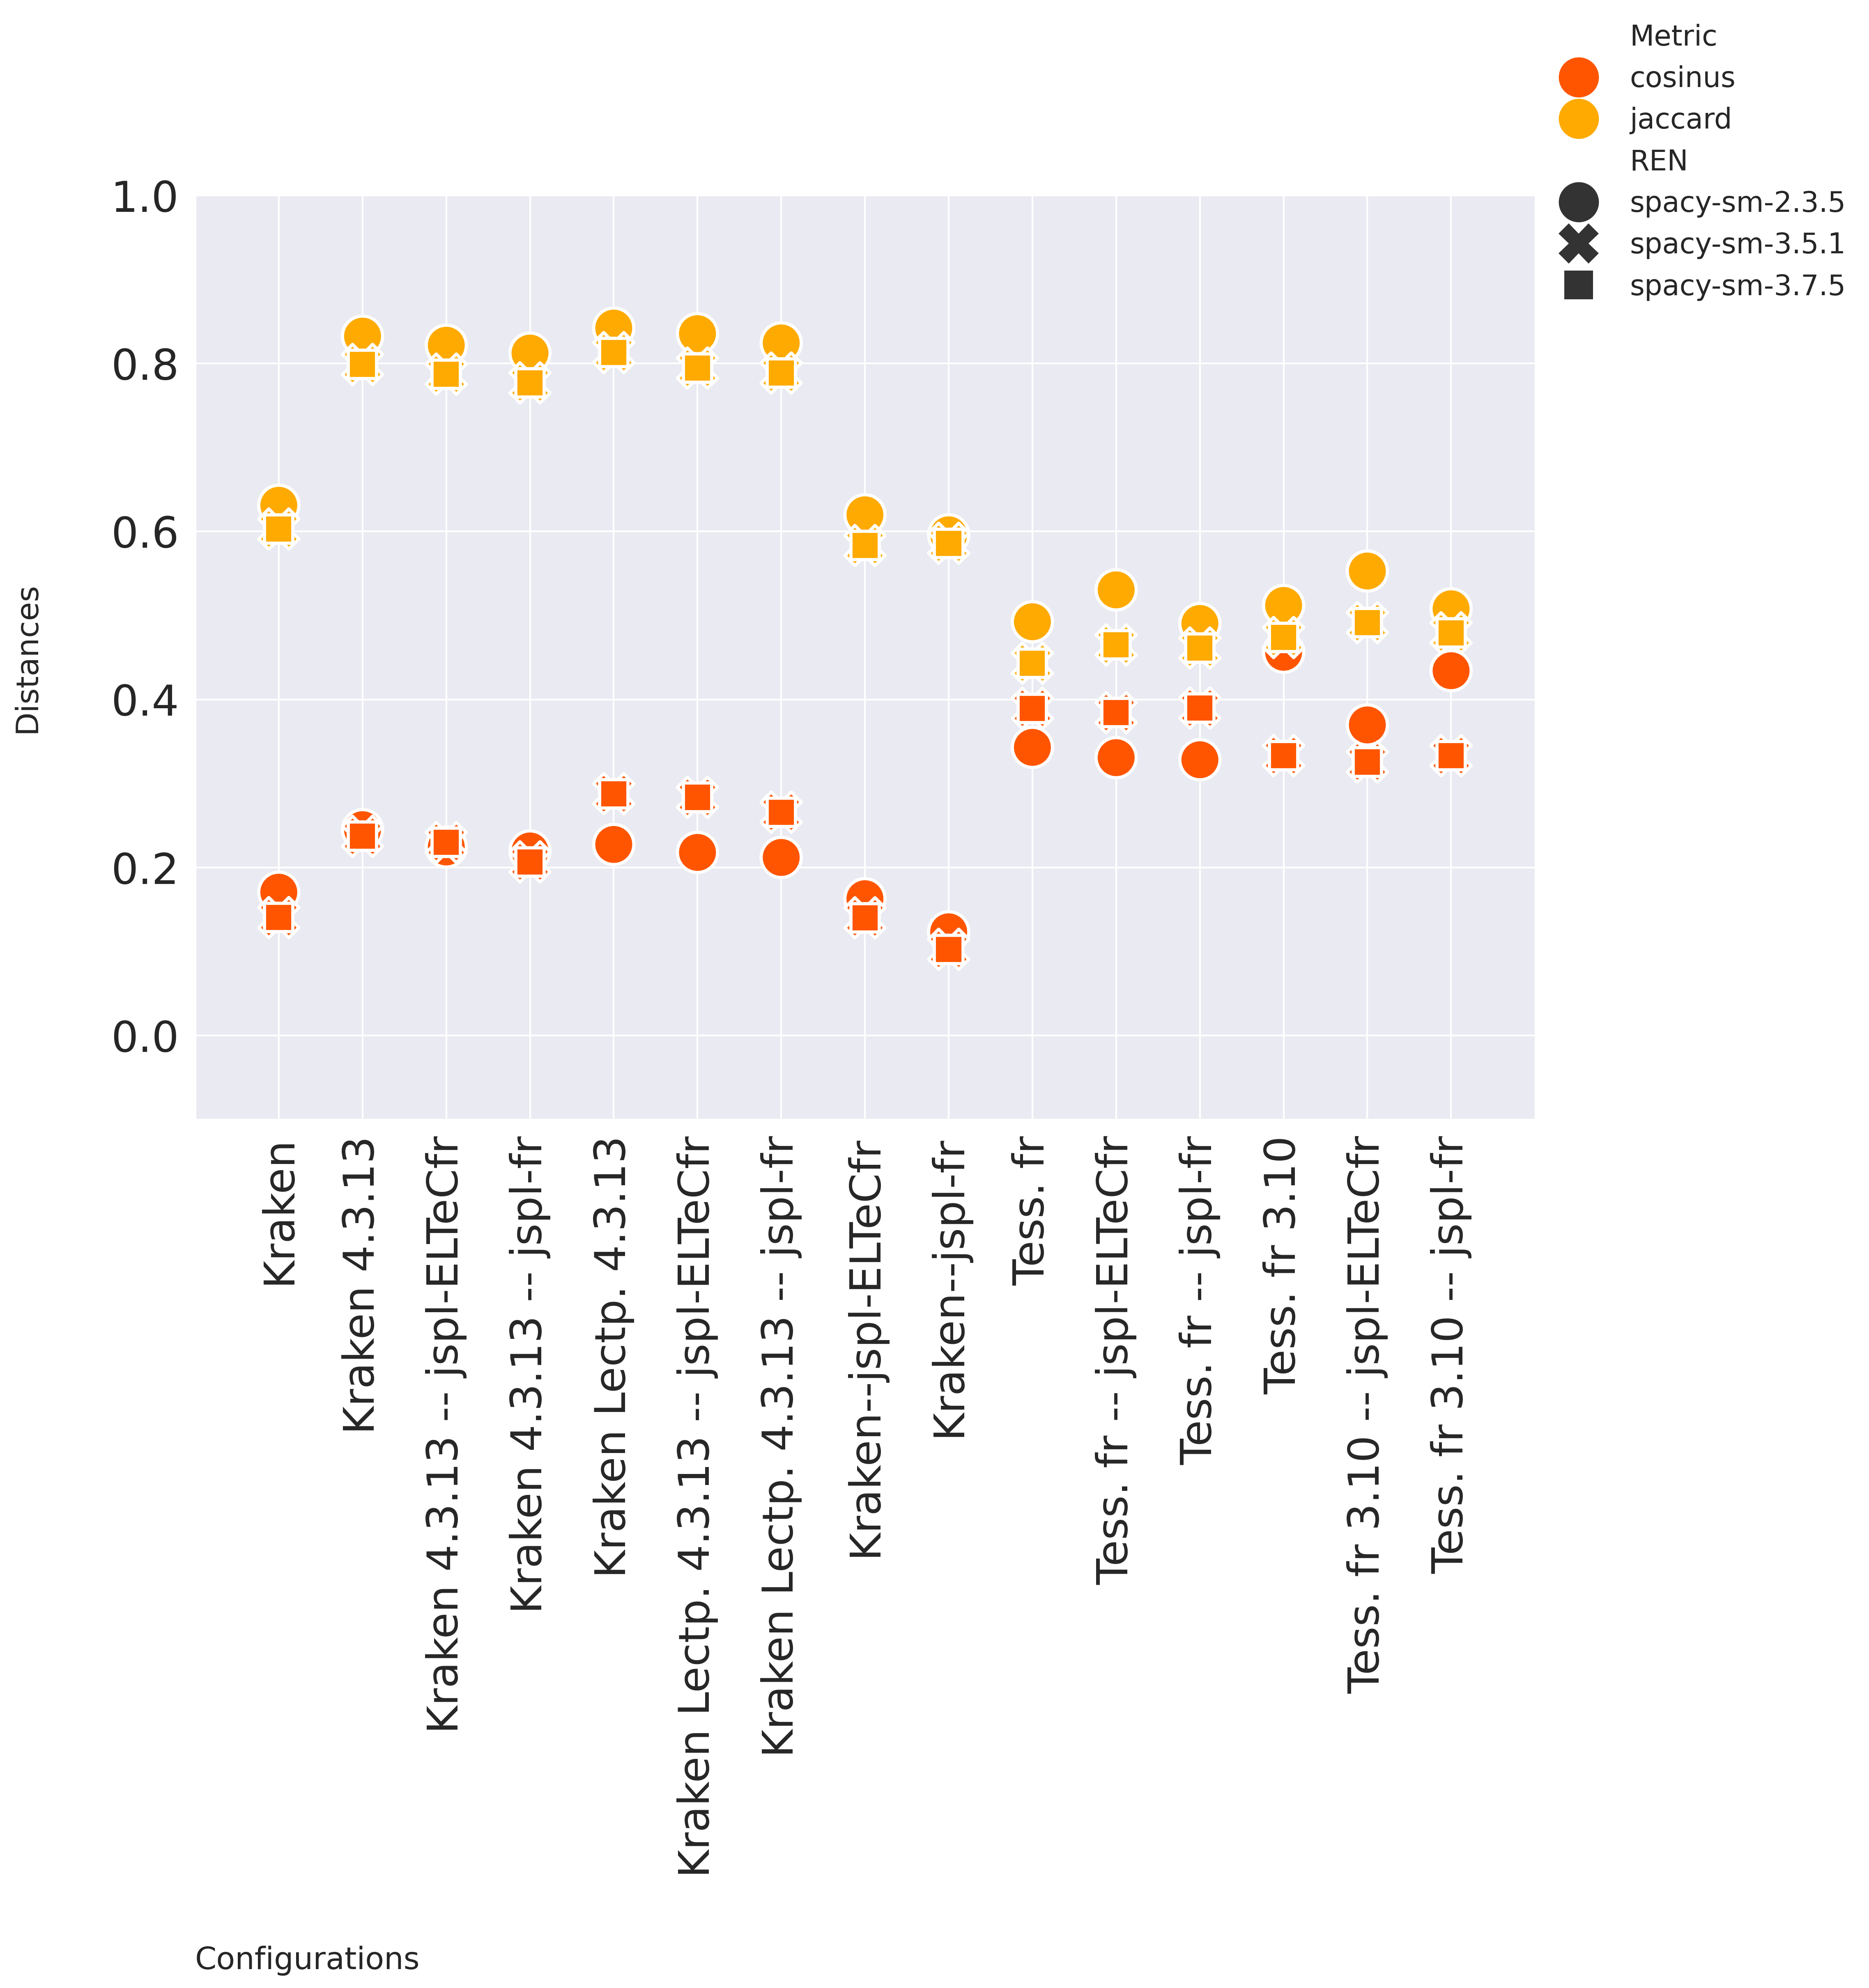 Metric
cosinus
jaccard
REN
spacy-sm-2.3.5
spacy-sm-3.5.1
spacy-sm-3.7.5
Distances
1.0
0.8
0.6
0.4
0.2
0.0
Kraken
Kraken 4.3.13
Kraken 4.3.13 -- jspl-ELTeCfr
Kraken 4.3.13 -- jspl-fr
Kraken Lectp. 4.3.13
Kraken Lectp. 4.3.13 -- jspl-ELTeCfr
Kraken Lectp. 4.3.13 -- jspl-fr
Kraken--jspl-ELTeCfr
Kraken--jspl-fr
Tess. fr
Tess. fr -- jspl-ELTeCfr
Tess. fr -- jspl-fr
Tess. fr 3.10
Tess. fr 3.10 -- jspl-ELTeCfr
Tess. fr 3.10 -- jspl-fr
Configurations